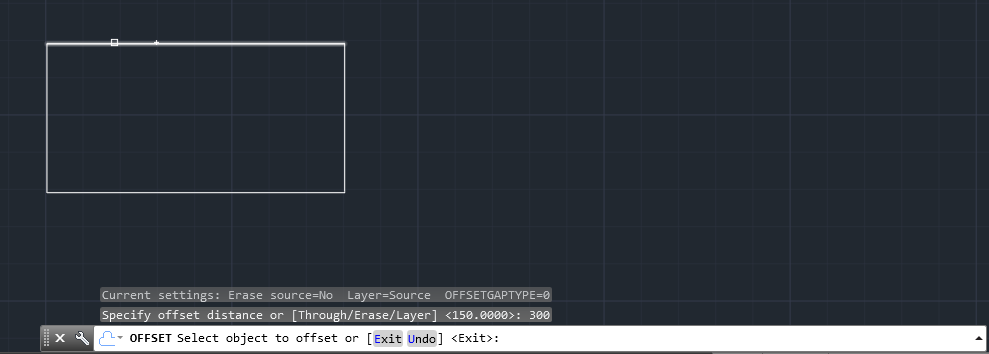 Current settings: Erase source=No  Layer=Source  OFFSETGAPTYPE=0
Specify offset distance or [Through/Erase/Layer] <150.0000>: 300
OFFSET Select object to offset or [Exit Undo] <Exit>: